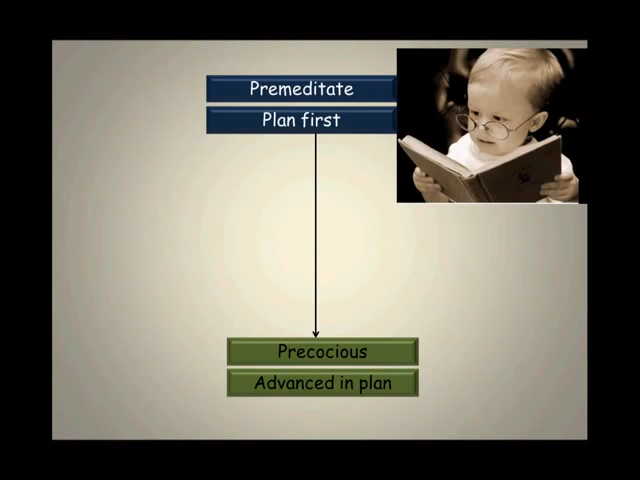 Premeditate
Plan first
Precocious
Advanced in plan